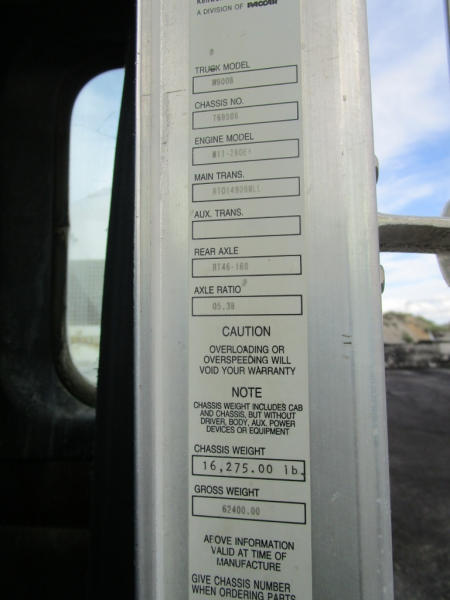 A DIVISION OF PACCAR
TRUCK MODEL
W900B
CHASSIS NO.
ENGINE MODEL
MAIN TRANS.
AUX. TRANS.
REAR AXLE
RT46-160
AXLE RATIO
05.38
CAUTION
OVERLOADING OR
OVERSPEEDING WILL
VOID YOUR WARRANTY
NOTE
CHASSIS WEIGHT INCLUDES CAB
AND CHASSIS, BUT WITHOUT
DRIVER, BODY, AUX. POWER
DEVICES OR EQUIPMENT
CHASSIS WEIGHT
16,275.00 lb.
GROSS WEIGHT
62400.00
ABOVE INFORMATION
VALID AT TIME OF
MANUFACTURE
GIVE CHASSIS NUMBER
WHEN ORDERING PARTS